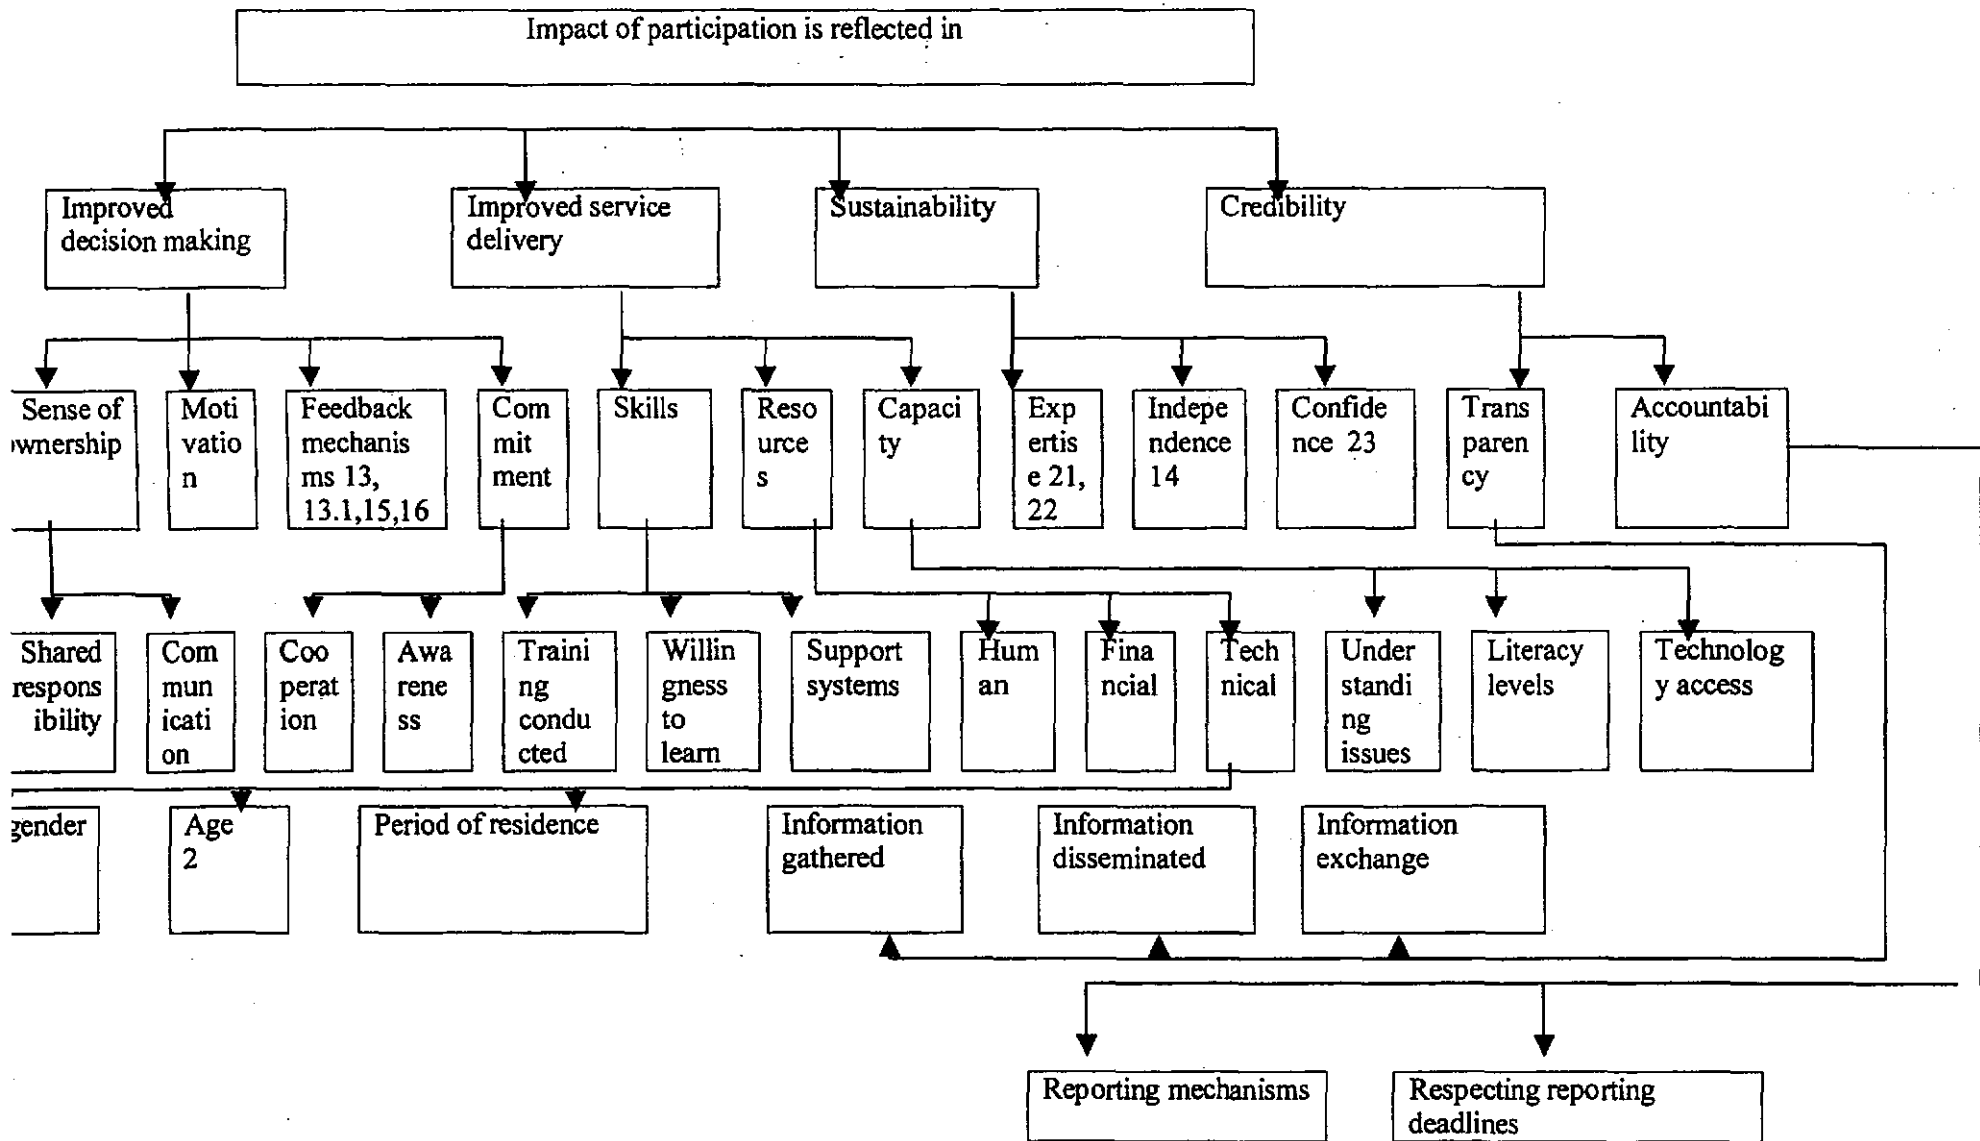 Impact of participation is reflected in
Improved
decision making
Improved service
delivery
Sustainability
Credibility
Sense of
wnership
Moti
vatio
n
Feedback
mechanis
ms 13,
13.1,15,16
Com
mit
ment
Skills
Reso
urce
s
Capaci
ty
Exp
ertis
e 21,
22
Indepe
ndence
14
Confide
nce 23
Trans
paren
cy
Accountabi
lity
Shared
respons
ibility
Com
mun
icati
on
Coo
perat
ion
Awa
rene
ss
Traini
ng
condu
cted
Willin
gness
to
learn
Support
systems
Hum
an
Fina
ncial
Tech
nical
Under
standi
ng
issues
Literacy
levels
Technolog
y access
gender
Age
2
Period of residence
Information
gathered
Information
disseminated
Information
exchange
Reporting mechanisms
Respecting reporting
deadlines